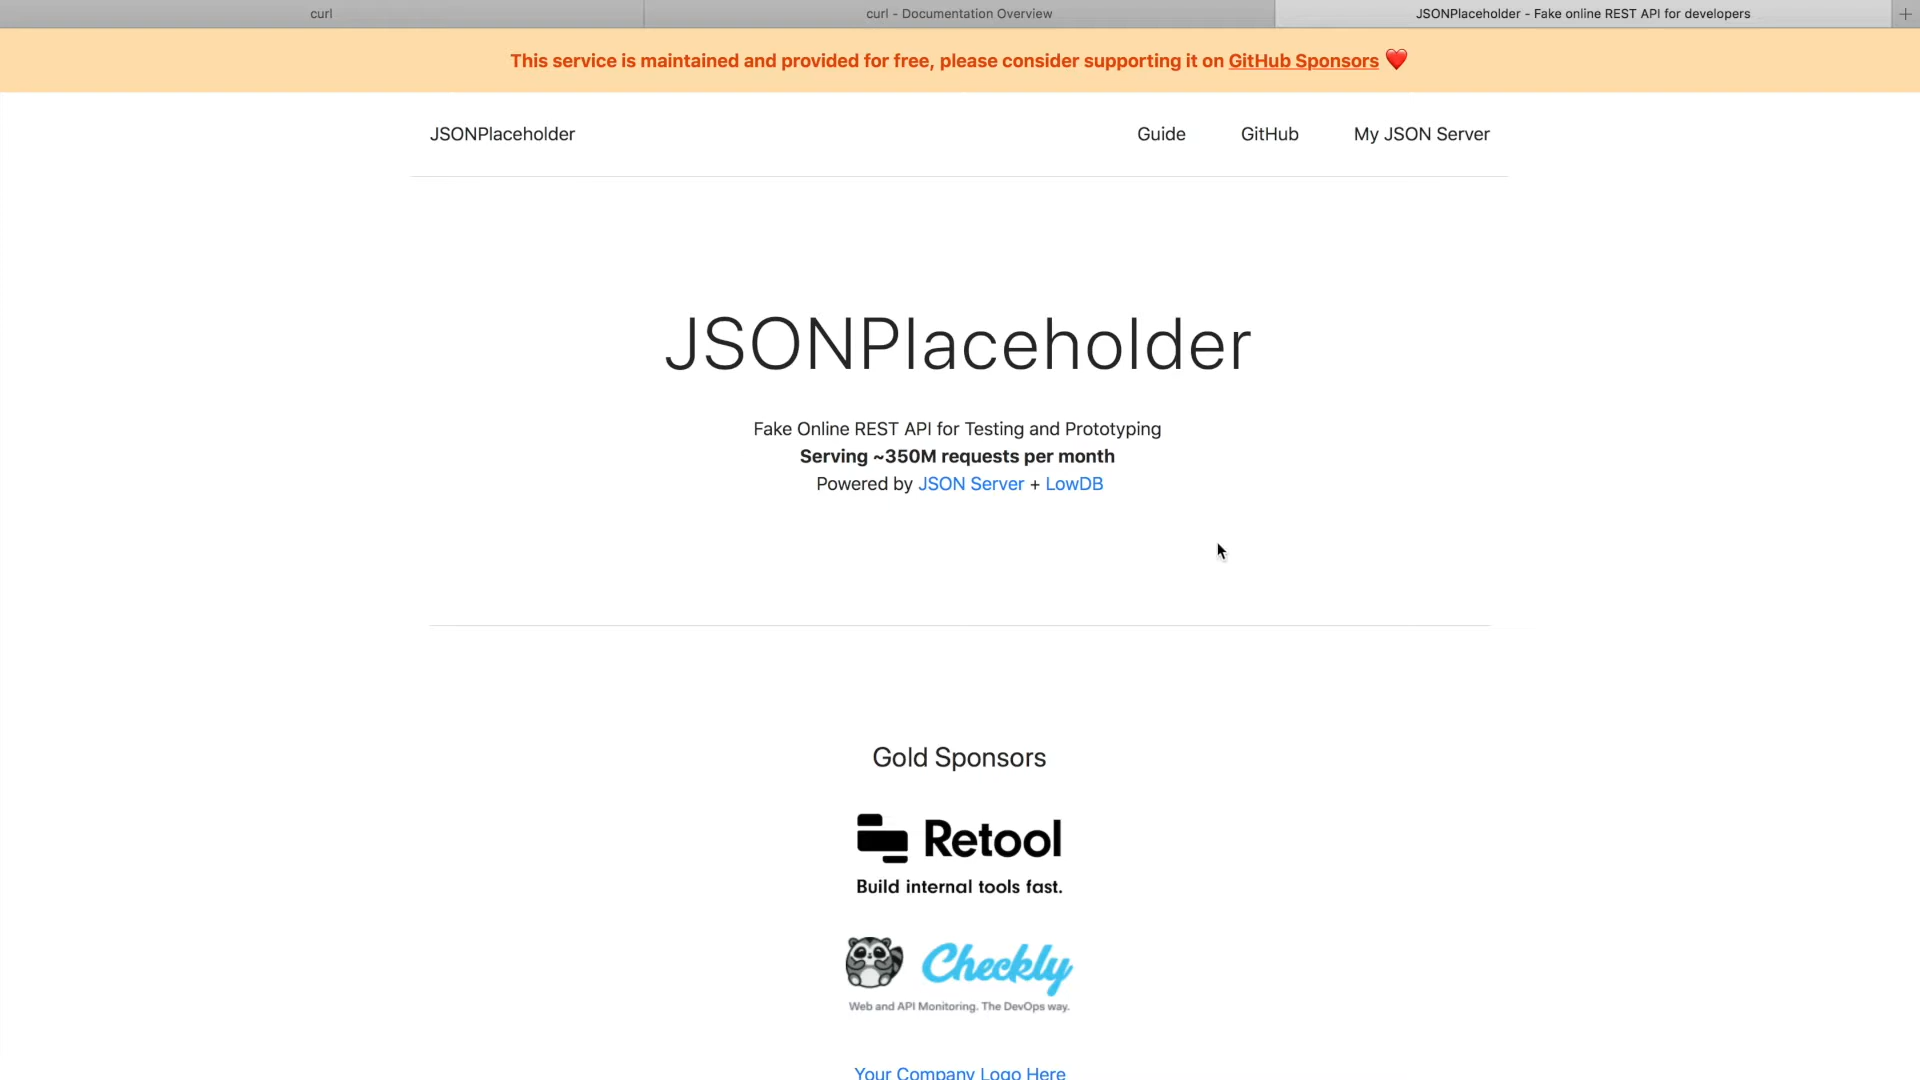 curl
curl - Documentation Overview
JSONPlaceholder - Fake online REST API for developers
This service is maintained and provided for free, please consider supporting it on GitHub Sponsors ❤️
JSONPlaceholder
Guide
GitHub
My JSON Server
JSONPlaceholder
Fake Online REST API for Testing and Prototyping
Serving ~350M requests per month
Powered by JSON Server + LowDB
Gold Sponsors
Retool
Build internal tools fast.
Checkly
Web and API Monitoring. The DevOps way.
Your Company Logo Here